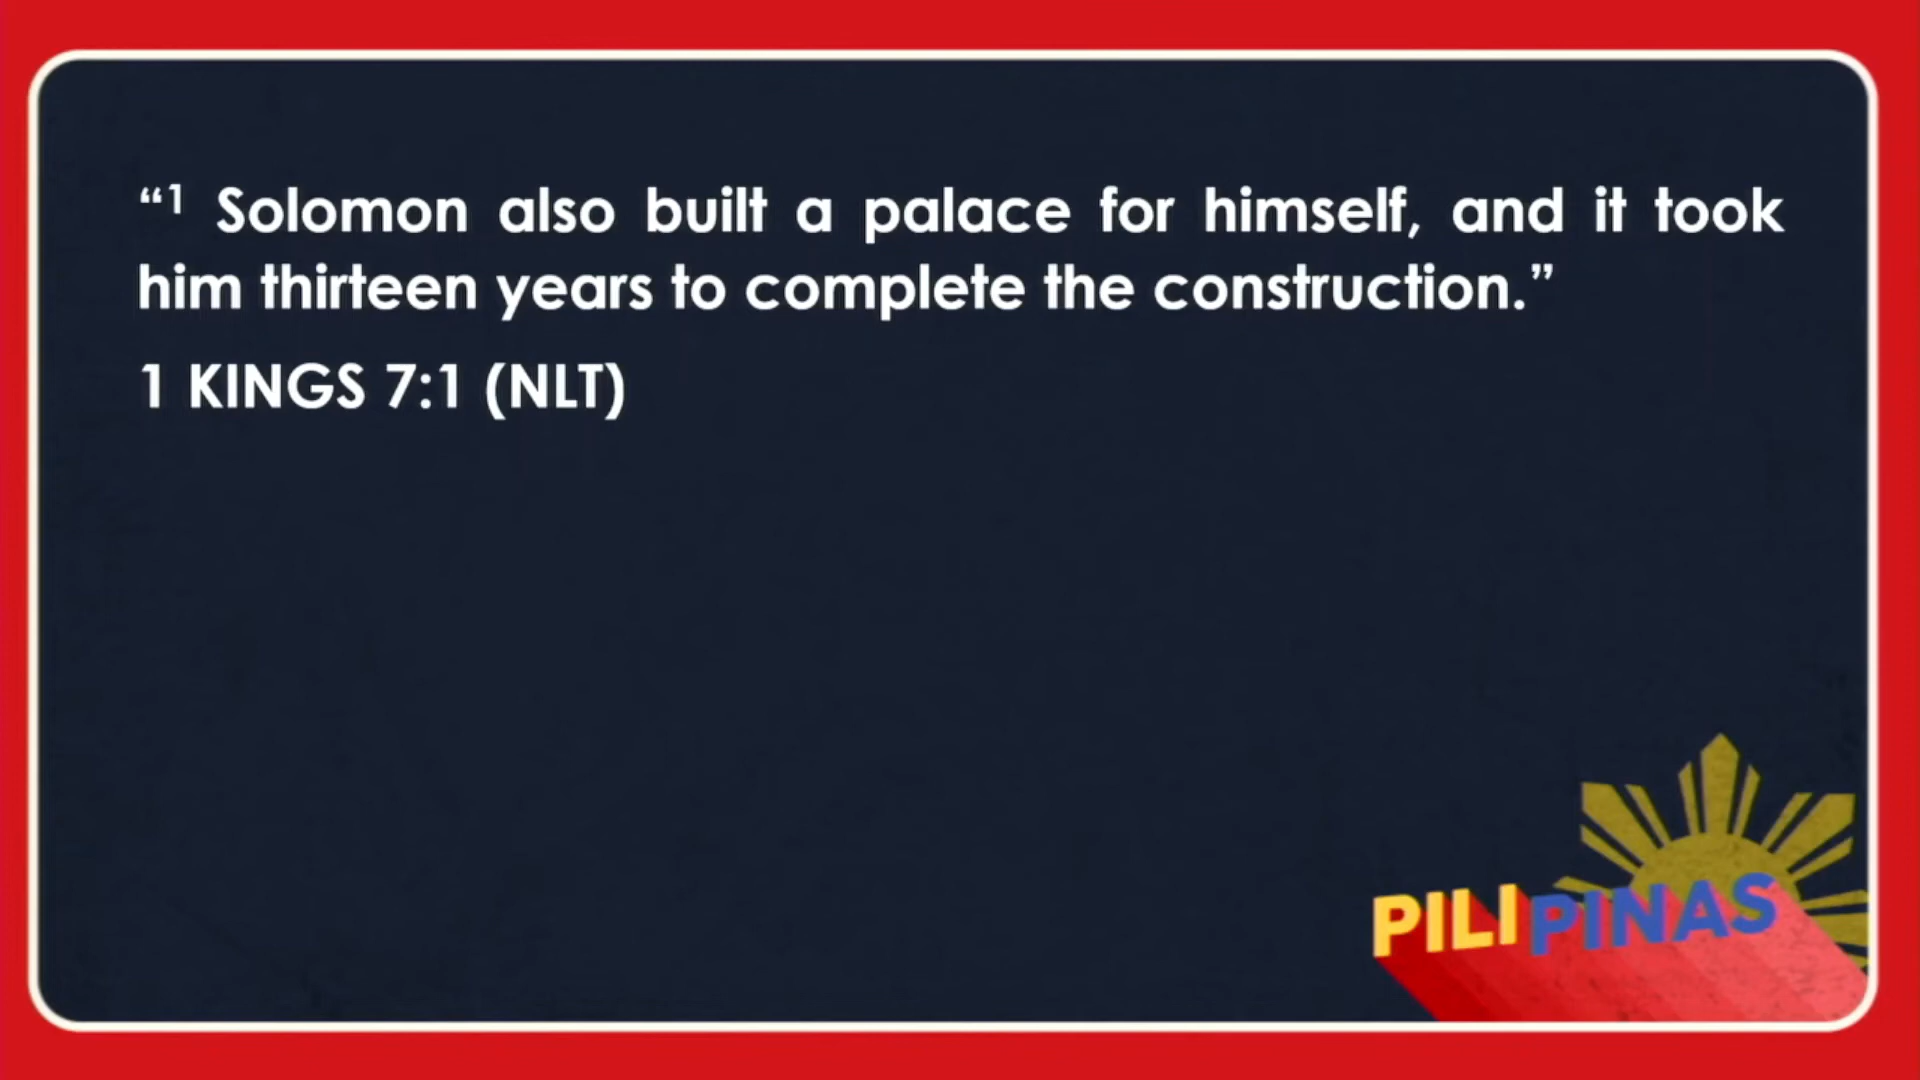 “¹ Solomon also built a palace for himself, and it took
him thirteen years to complete the construction.”
1 KINGS 7:1 (NLT)
PILIPINAS